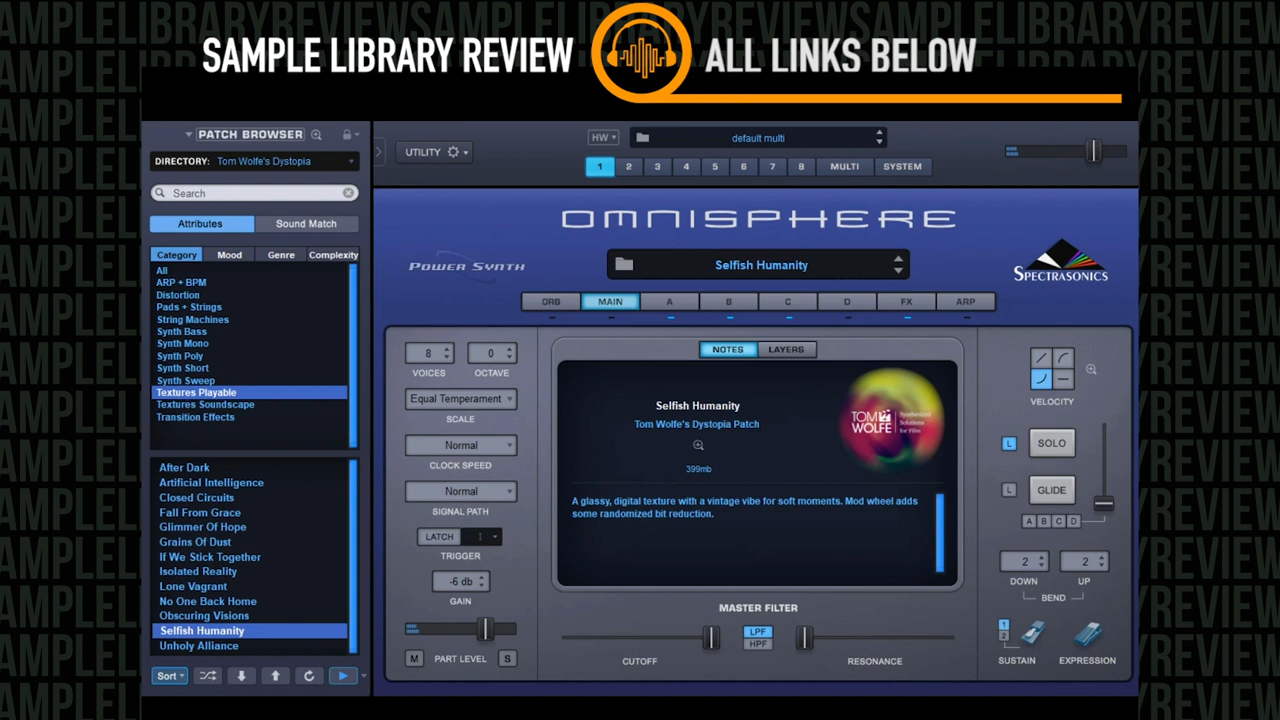 SAMPLE LIBRARY REVIEW
ALL LINKS BELOW
PATCH BROWSER
DIRECTORY: Tom Wolfe's Dystopia
Search
Attributes
Sound Match
Category
Mood
Genre
Complexity
All
ARP + BPM
Distortion
Pads + Strings
String Machines
Synth Bass
Synth Mono
Synth Poly
Synth Short
Synth Sweep
Textures Playable
Textures Soundscape
Transition Effects
After Dark
Artificial Intelligence
Closed Circuits
Fall From Grace
Glimmer Of Hope
Grains Of Dust
If We Stick Together
Isolated Reality
Lone Vagrant
No One Back Home
Obscuring Visions
Selfish Humanity
Unholy Alliance
Sort
UTILITY
HW
default multi
1 2 3 4 5 6 7 8 MULTI SYSTEM
OMNISPHERE
POWER SYNTH
Selfish Humanity
SPECTRASONICS
ORB MAIN A B C D FX ARP
8
0
VOICES
OCTAVE
Equal Temperament
SCALE
Normal
CLOCK SPEED
Normal
SIGNAL PATH
LATCH
TRIGGER
-6 db
GAIN
M PART LEVEL S
NOTES
LAYERS
Selfish Humanity
Tom Wolfe's Dystopia Patch
399mb
TOM WOLFE
Synthesized
Solutions
for Film
A glassy, digital texture with a vintage vibe for soft moments. Mod wheel adds
some randomized bit reduction.
MASTER FILTER
LPF
HPF
CUTOFF
RESONANCE
VELOCITY
L SOLO
L GLIDE
A B C D
2
2
DOWN
UP
BEND
1
2
SUSTAIN
EXPRESSION